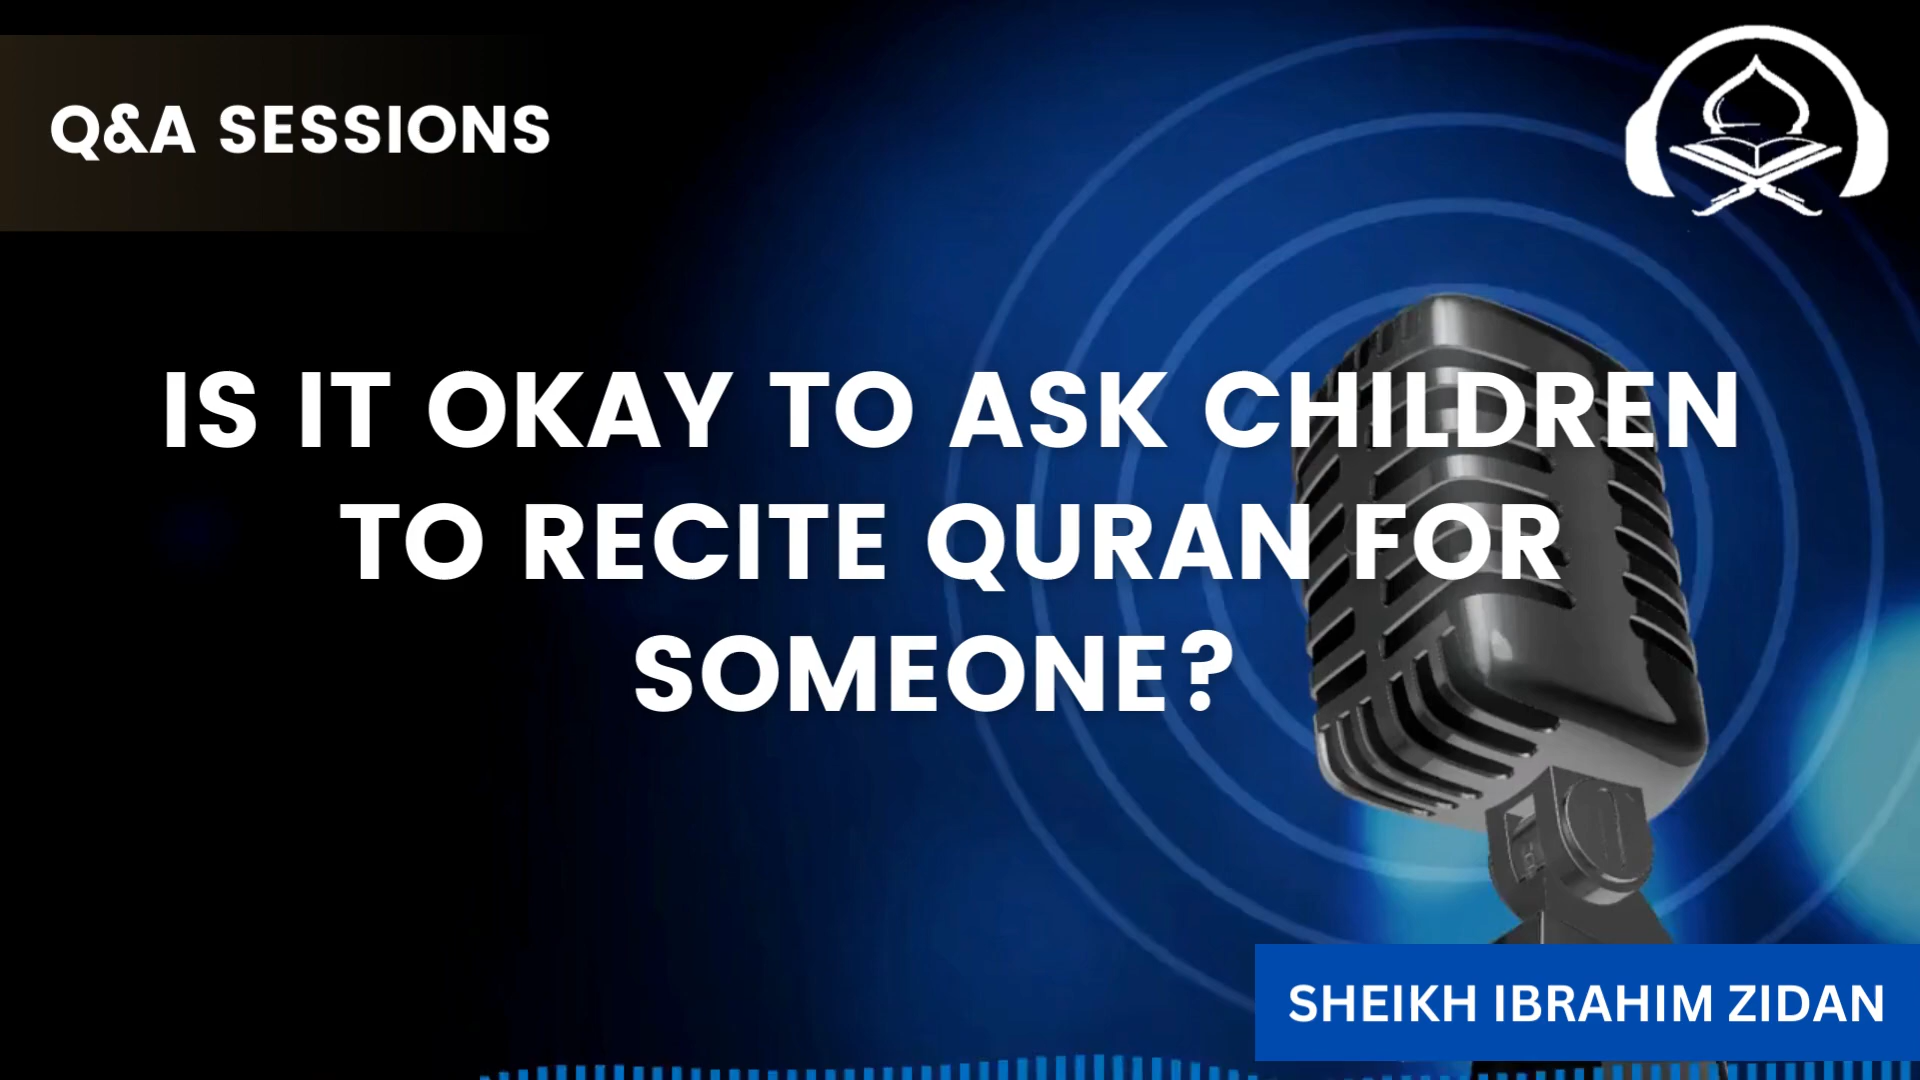 Q&A SESSIONS
IS IT OKAY TO ASK CHILDREN
TO RECITE QURAN FOR
SOMEONE?
SHEIKH IBRAHIM ZIDAN